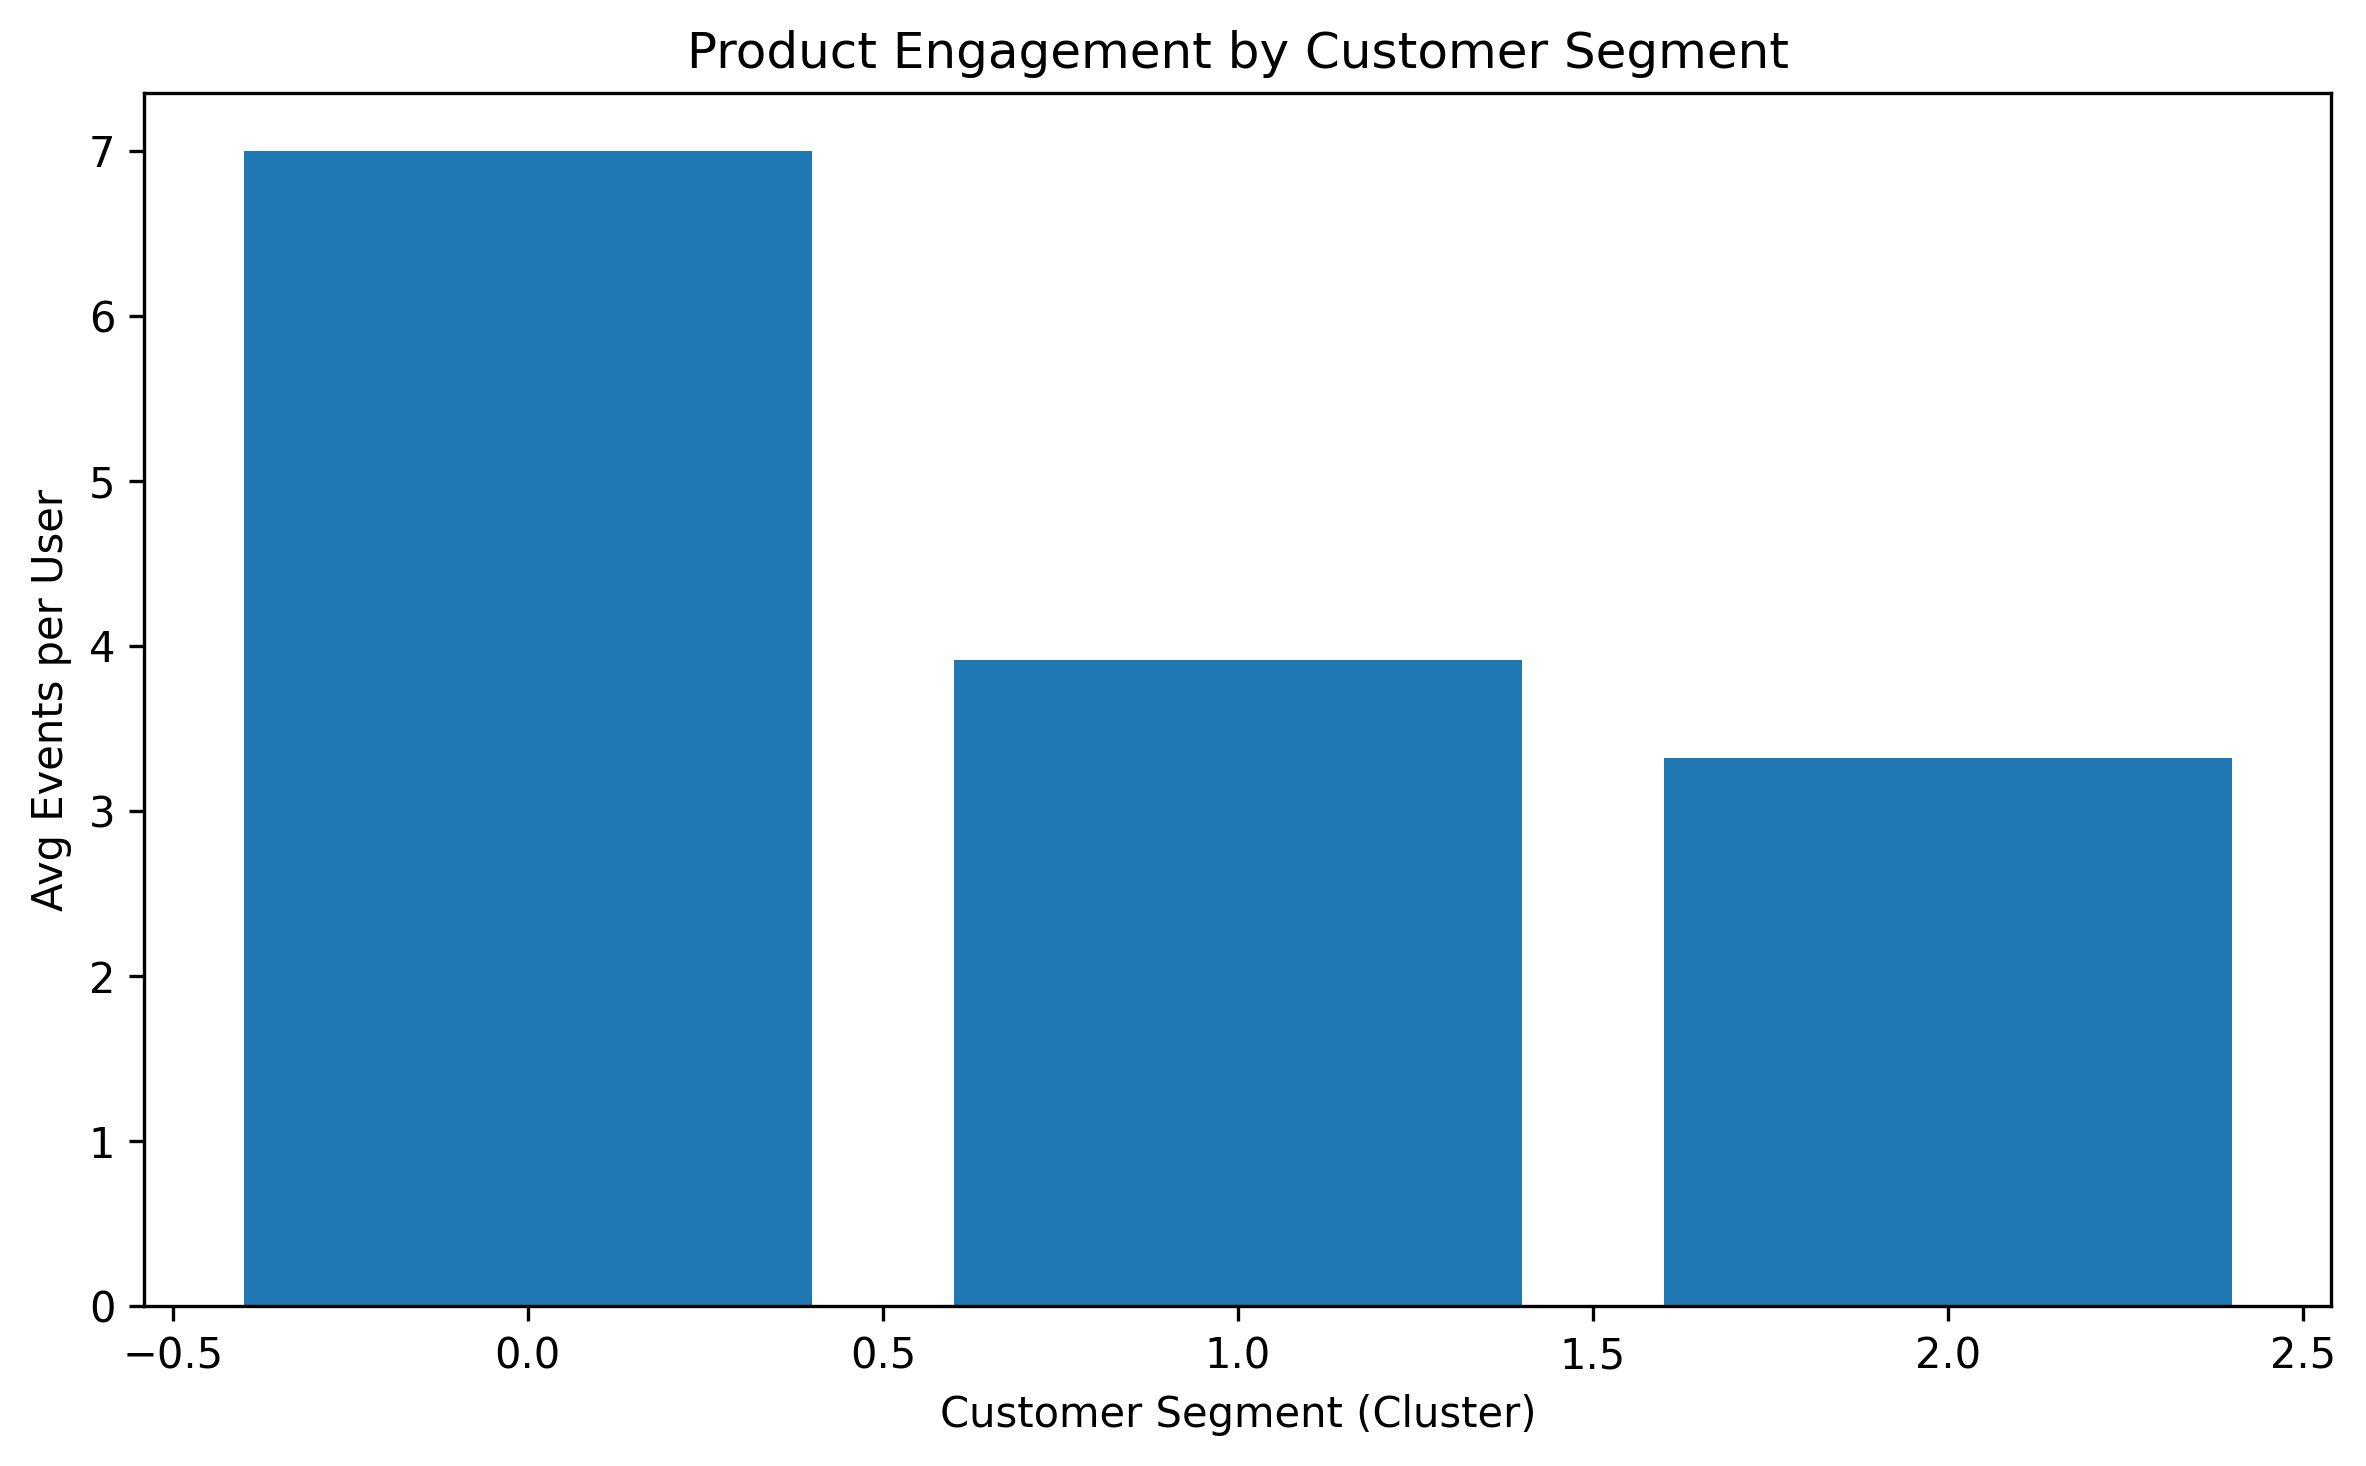 Product Engagement by Customer Segment
Avg Events per User
7
6
5
4
3
2
1
0
−0.5 0.0 0.5 1.0 1.5 2.0 2.5
Customer Segment (Cluster)